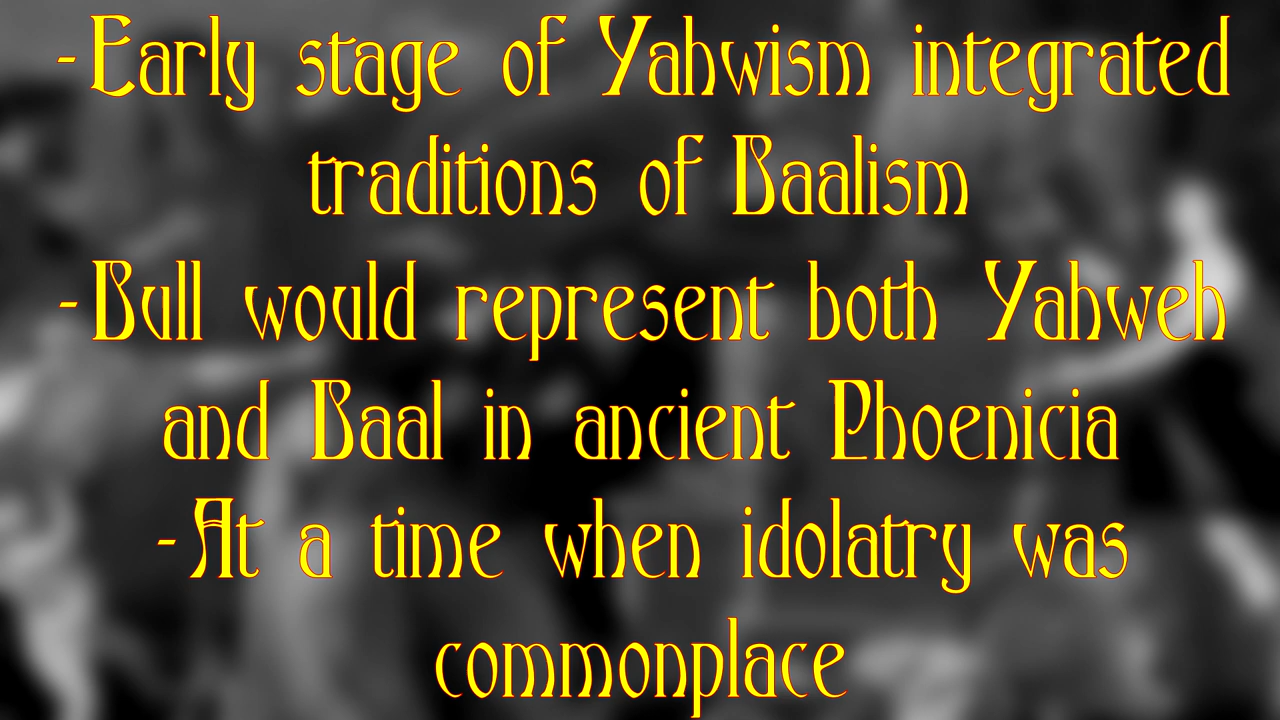 -Early stage of Yahwism integrated
traditions of Baalism
-Bull would represent both Yahweh
and Baal in ancient Phoenicia
-At a time when idolatry was
commonplace